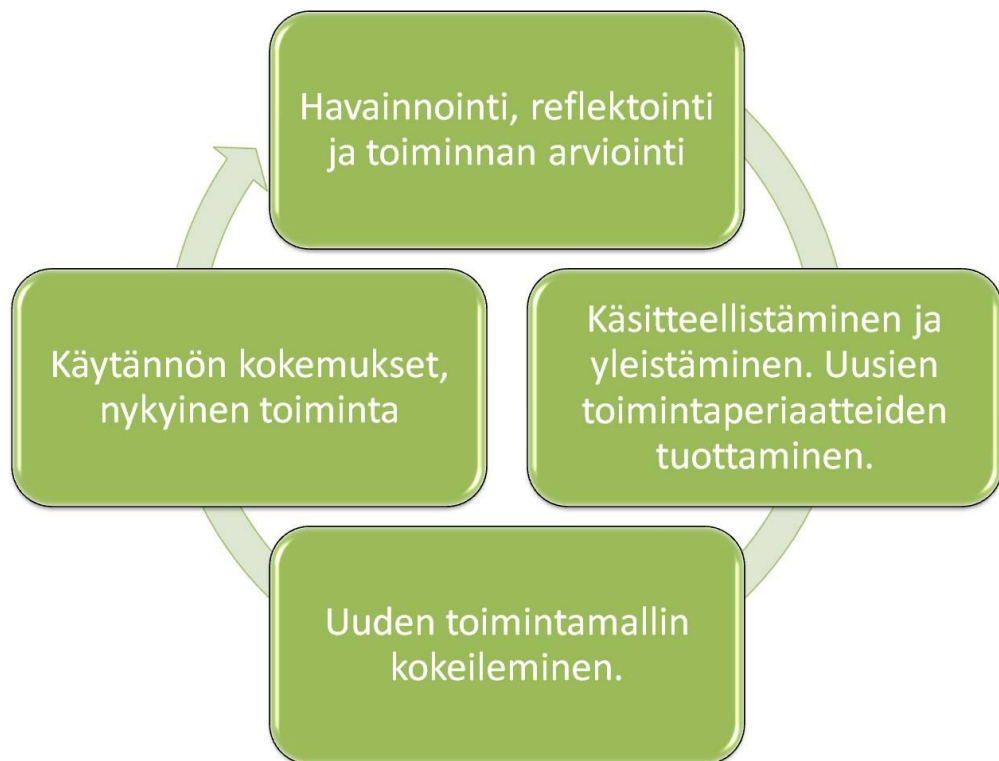 Havainnointi, reflektointi
ja toiminnan arviointi
Käsitteellistäminen ja
yleistäminen. Uusien
toimintaperiaatteiden
tuottaminen.
Uuden toimintamallin
kokeileminen.
Käytännön kokemukset,
nykyinen toiminta